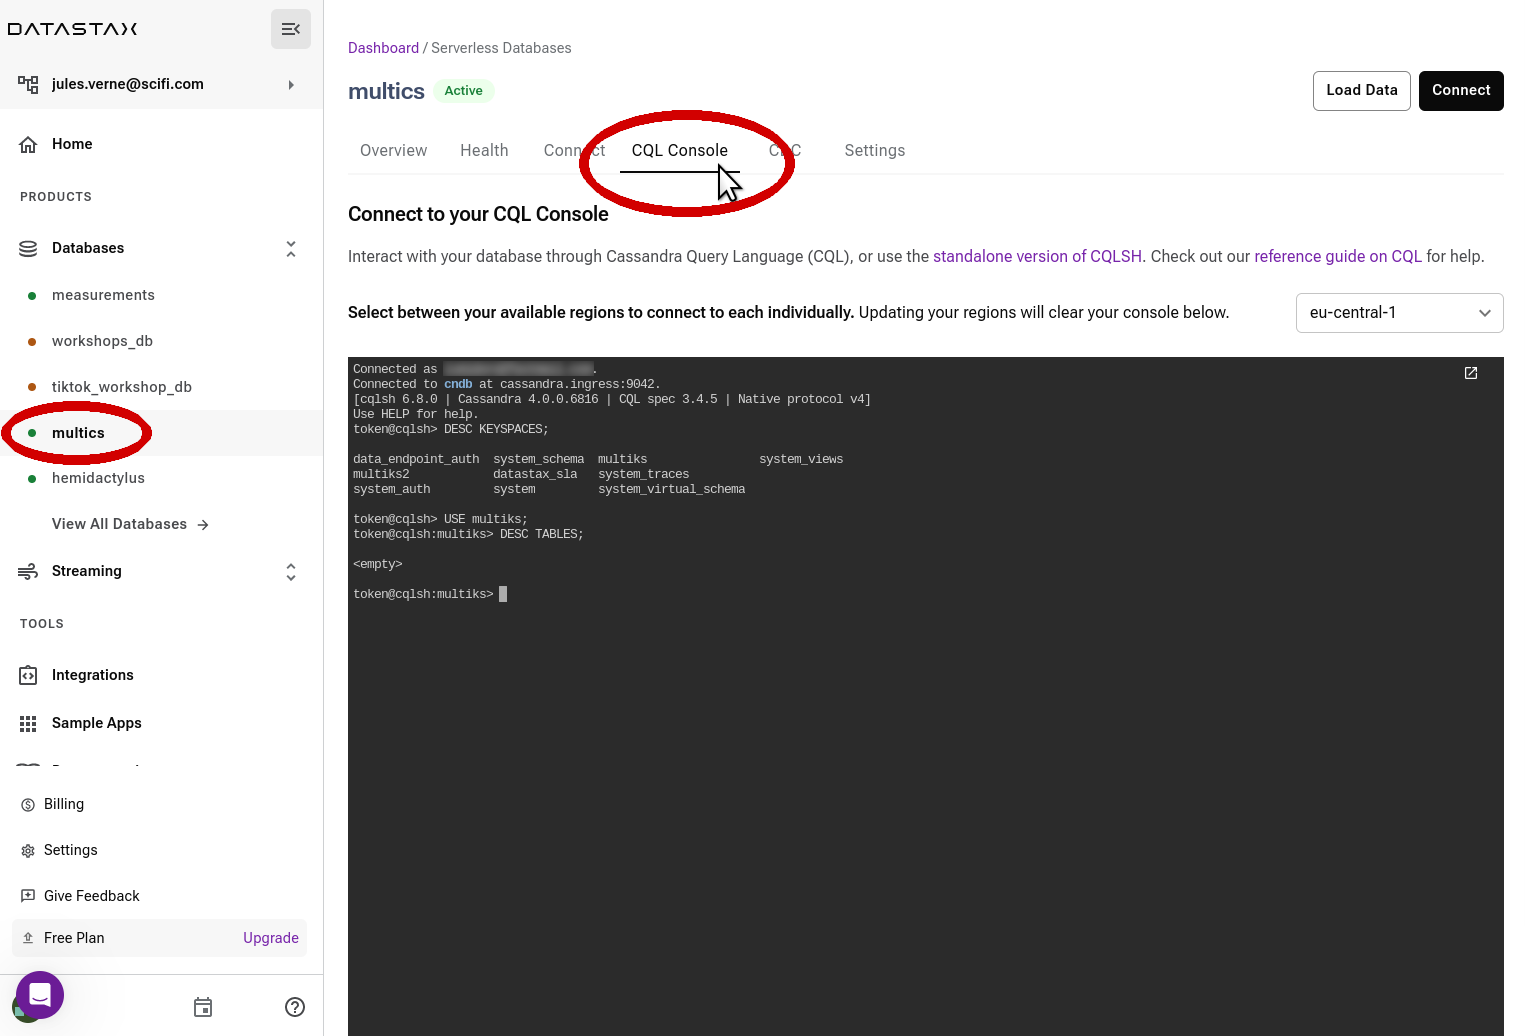 DATASTAX
jules.verne@scifi.com
Home
PRODUCTS
Databases
measurements
workshops_db
tiktok_workshop_db
multics
hemidactylus
View All Databases
Streaming
TOOLS
Integrations
Sample Apps
Billing
Settings
Give Feedback
Free Plan Upgrade
Dashboard / Serverless Databases
multics Active
Load Data Connect
Overview Health Connect CQL Console CDC Settings
Connect to your CQL Console
Interact with your database through Cassandra Query Language (CQL), or use the standalone version of CQLSH. Check out our reference guide on CQL for help.
Select between your available regions to connect to each individually. Updating your regions will clear your console below.
eu-central-1
Connected as .
Connected to cndb at cassandra.ingress:9042.
[cqlsh 6.8.0 | Cassandra 4.0.0.6816 | CQL spec 3.4.5 | Native protocol v4]
Use HELP for help.
token@cqlsh> DESC KEYSPACES;
data_endpoint_auth system_schema multiks system_views
multiks2 datastax_sla system_traces
system_auth system system_virtual_schema
token@cqlsh> USE multiks;
token@cqlsh:multiks> DESC TABLES;
<empty>
token@cqlsh:multiks>